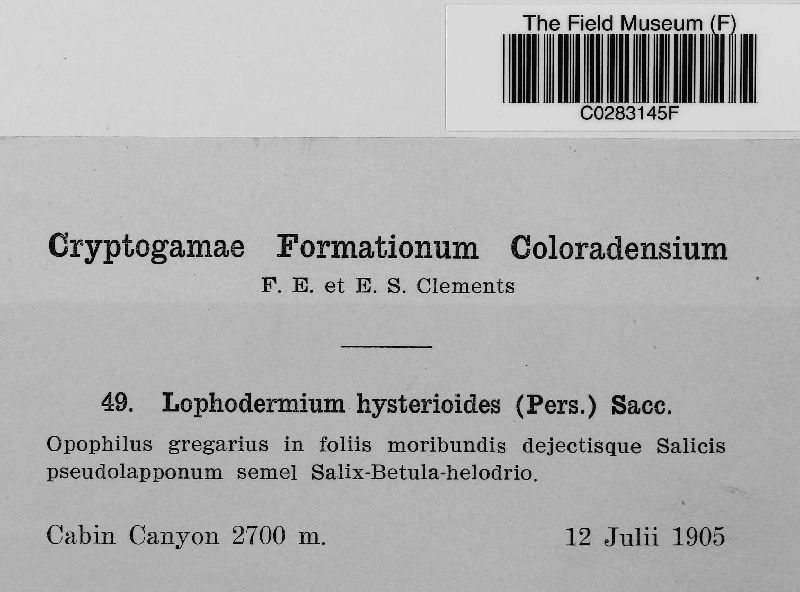 The Field Museum (F)
C0283145F
Cryptogamae Formationum Coloradensium
F. E. et E. S. Clements
49. Lophodermium hysterioides (Pers.) Sacc.
Opophilus gregarius in foliis moribundis dejectisque Salicis
pseudolapponum semel Salix-Betula-helodrio.
Cabin Canyon 2700 m. 12 Julii 1905